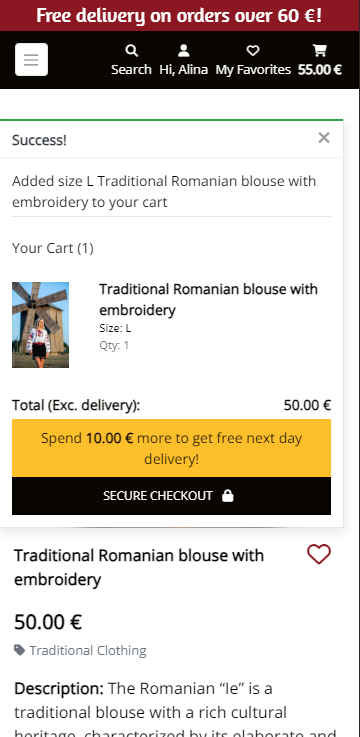 Free delivery on orders over 60 €!
Search Hi, Alina My Favorites 55.00 €
Success! ×
Added size L Traditional Romanian blouse with
embroidery to your cart
Your Cart (1)
Traditional Romanian blouse with
embroidery
Size: L
Qty: 1
Total (Exc. delivery): 50.00 €
Spend 10.00 € more to get free next day
delivery!
SECURE CHECKOUT
Traditional Romanian blouse with
embroidery
50.00 €
Traditional Clothing
Description: The Romanian “Ie” is a
traditional blouse with a rich cultural
heritage, characterized by its elaborate and